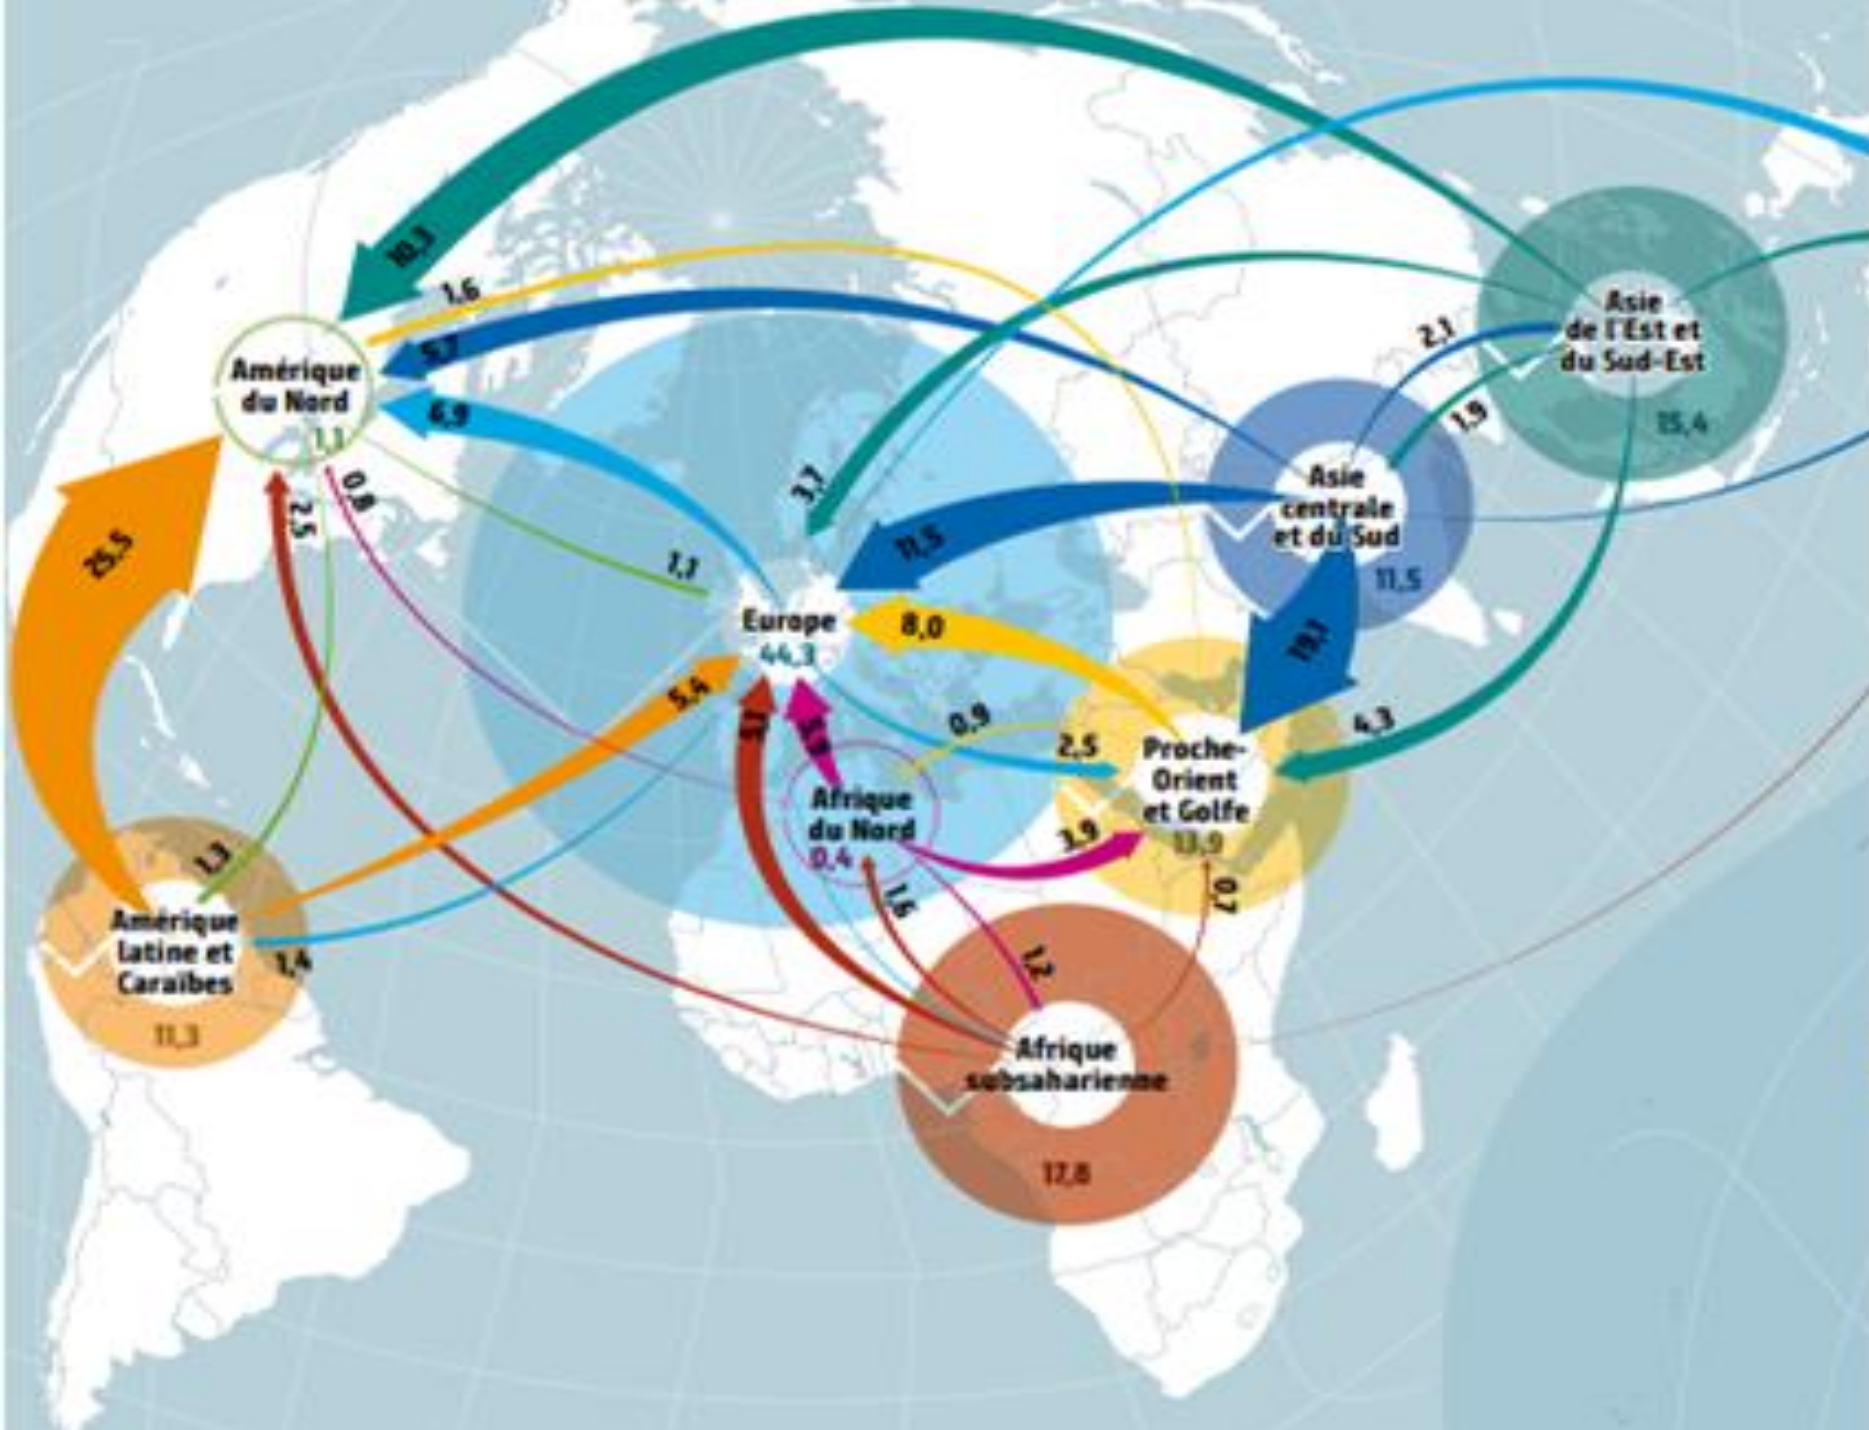 10,3
1,6
5,7
Amérique
du Nord
1,1
6,9
25,5
2,5
0,8
1,1
3,7
11,5
Asie
de l'Est et
du Sud-Est
15,4
2,1
1,9
Asie
centrale
et du Sud
11,5
19,1
Europe
44,3
8,0
5,4
0,9
2,5
4,3
Proche-
Orient
et Golfe
13,9
Afrique
du Nord
0,4
3,9
1,6
1,2
1,3
Amérique
latine et
Caraïbes
1,4
11,3
Afrique
subsaharienne
17,8